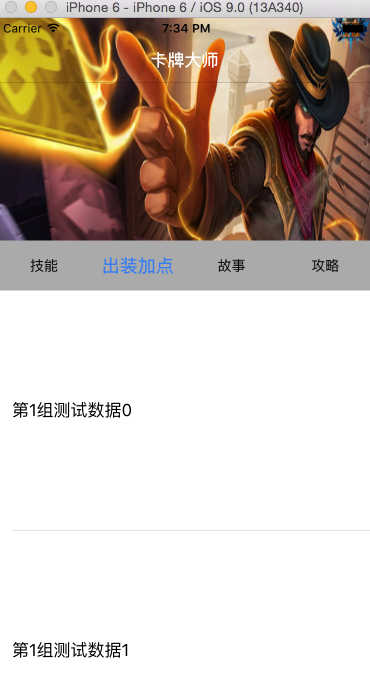 iPhone 6 - iPhone 6 / iOS 9.0 (13A340)
Carrier 7:34 PM
卡牌大师
技能 出装加点 故事 攻略
第1组测试数据0
第1组测试数据1